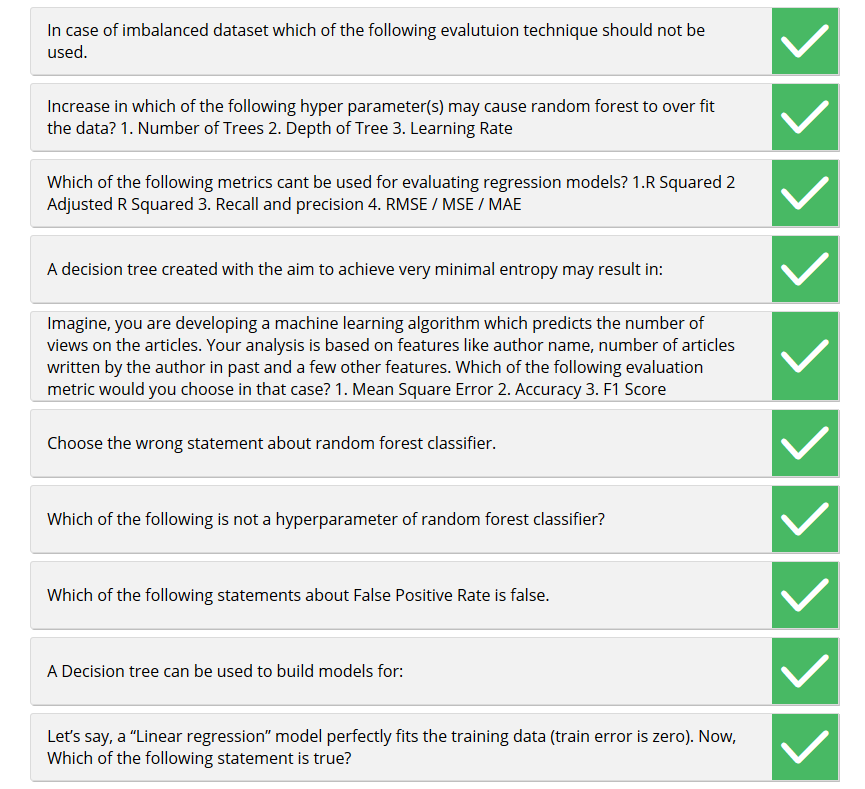 In case of imbalanced dataset which of the following evalutuion technique should not be
used.
Increase in which of the following hyper parameter(s) may cause random forest to over fit
the data? 1. Number of Trees 2. Depth of Tree 3. Learning Rate
Which of the following metrics cant be used for evaluating regression models? 1.R Squared 2
Adjusted R Squared 3. Recall and precision 4. RMSE / MSE / MAE
A decision tree created with the aim to achieve very minimal entropy may result in:
Imagine, you are developing a machine learning algorithm which predicts the number of
views on the articles. Your analysis is based on features like author name, number of articles
written by the author in past and a few other features. Which of the following evaluation
metric would you choose in that case? 1. Mean Square Error 2. Accuracy 3. F1 Score
Choose the wrong statement about random forest classifier.
Which of the following is not a hyperparameter of random forest classifier?
Which of the following statements about False Positive Rate is false.
A Decision tree can be used to build models for:
Let’s say, a “Linear regression” model perfectly fits the training data (train error is zero). Now,
Which of the following statement is true?